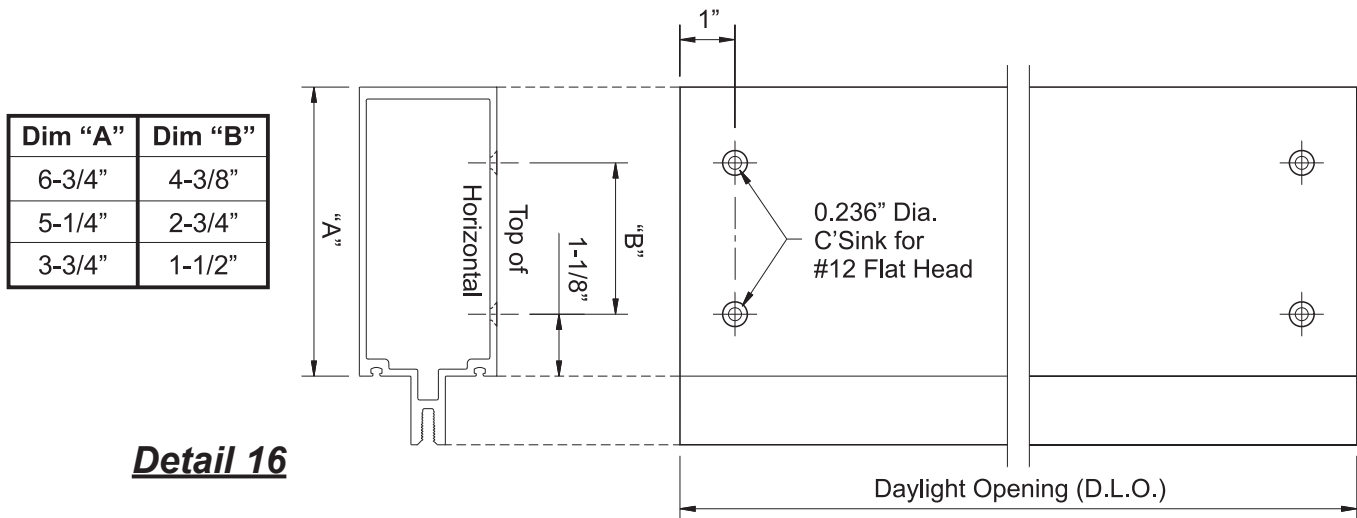 1”
Dim “A” Dim “B”
6-3/4” 4-3/8”
5-1/4” 2-3/4”
3-3/4” 1-1/2”
“A”
Top of
Horizontal
1-1/8”
“B”
0.236” Dia.
C’Sink for
#12 Flat Head
Detail 16
Daylight Opening (D.L.O.)